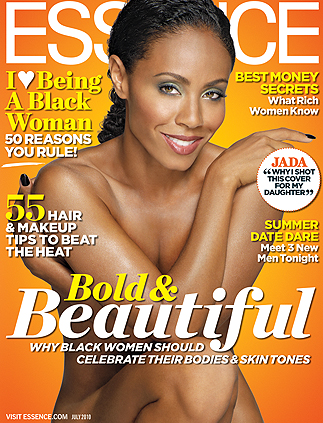 ESSENCE
I♥Being
A Black
Woman
50 REASONS
YOU RULE!
BEST MONEY
SECRETS
What Rich
Women Know
JADA
“WHY I SHOT
THIS COVER
FOR MY
DAUGHTER”
55 HAIR
& MAKEUP
TIPS TO BEAT
THE HEAT
SUMMER
DATE DARE
Meet 3 New
Men Tonight
Bold &
Beautiful
WHY BLACK WOMEN SHOULD
CELEBRATE THEIR BODIES & SKIN TONES
VISIT ESSENCE.COM JULY 2010